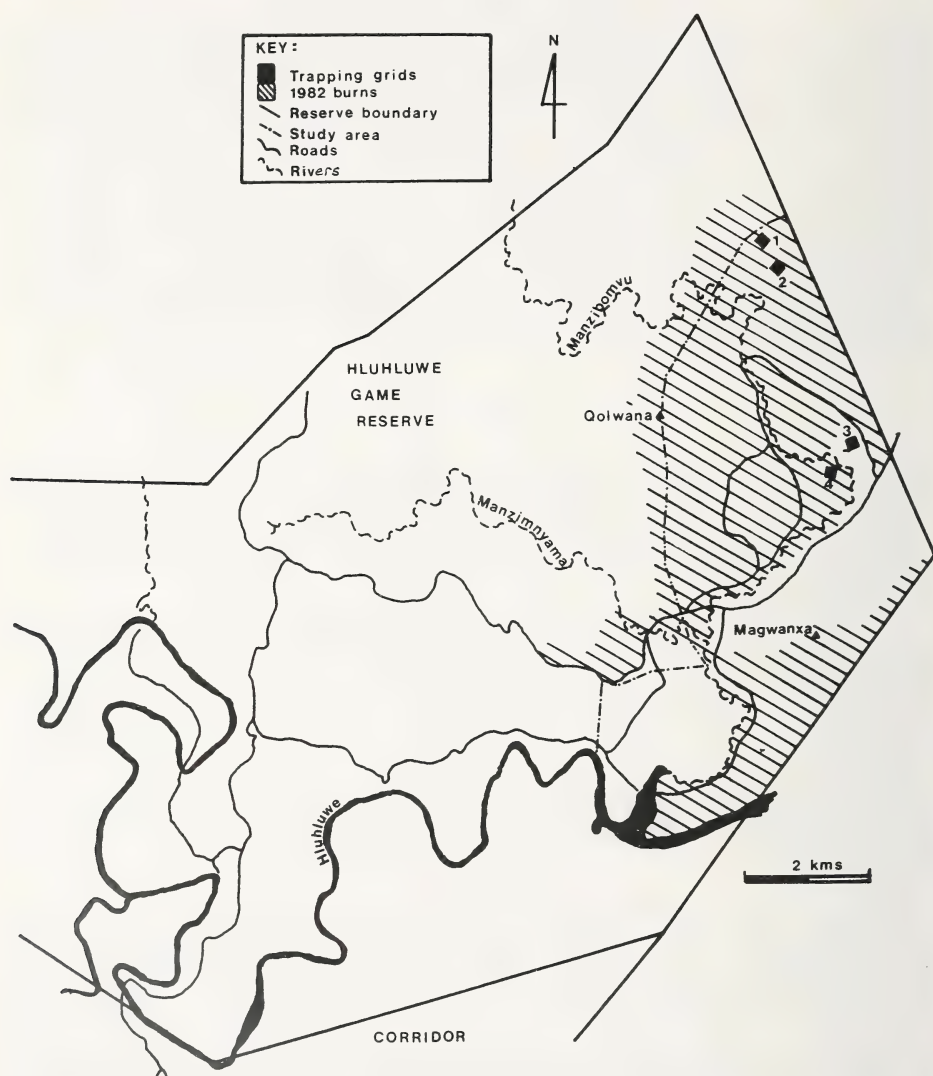 KEY:
Trapping grids
1982 burns
Reserve boundary
Study area
Roads
Rivers
N
1
2
Manzibomvu
HLUHLUWE
GAME
RESERVE
Qolwana
3
4
Manzimnyama
Magwanxa
Hluhluwe
2 kms
CORRIDOR